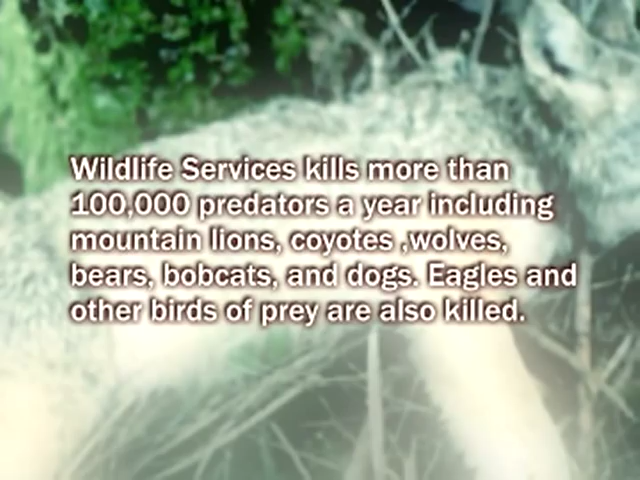 Wildlife Services kills more than
100,000 predators a year including
mountain lions, coyotes ,wolves,
bears, bobcats, and dogs. Eagles and
other birds of prey are also killed.